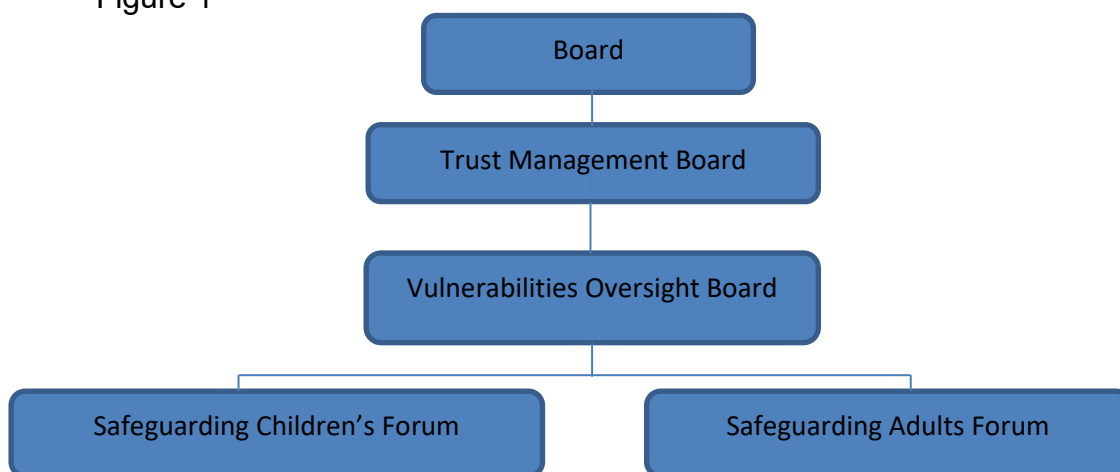 Figure 1
Board
Trust Management Board
Vulnerabilities Oversight Board
Safeguarding Children’s Forum
Safeguarding Adults Forum